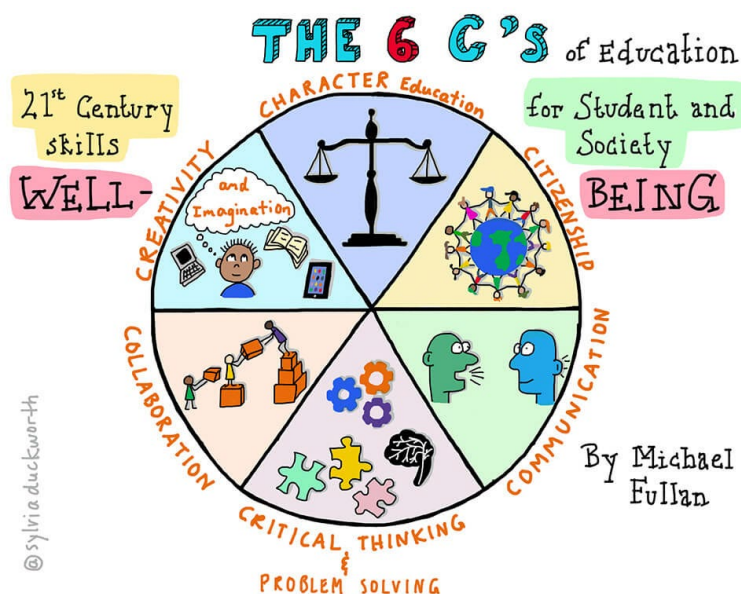 THE 6 C'S of Education
21st Century
skills
WELL-
for Student and
Society
BEING
CHARACTER Education
CITIZENSHIP
COMMUNICATION
CRITICAL THINKING
&
PROBLEM SOLVING
COLLABORATION
CREATIVITY
and
Imagination
By Michael
Fullan
@sylviaduckworth